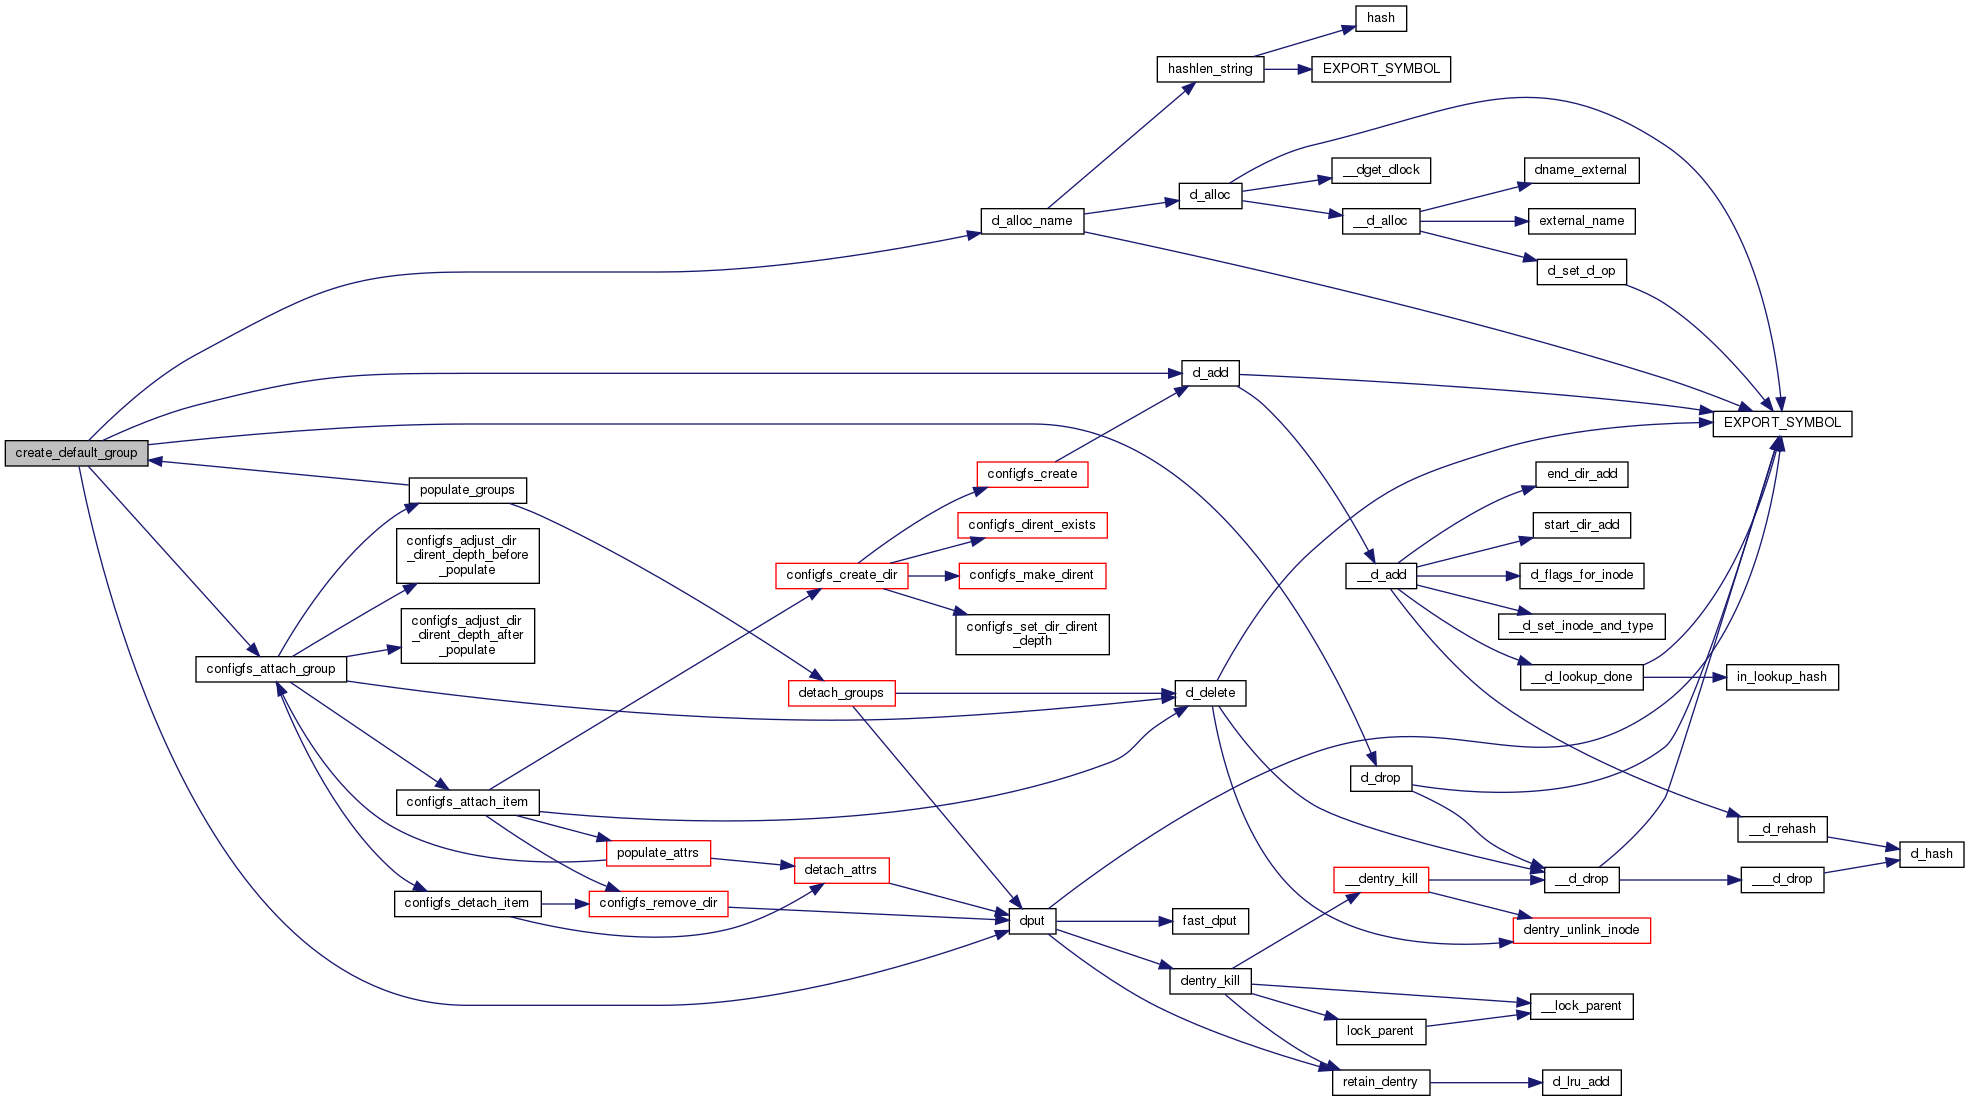 hash
hashlen_string
EXPORT_SYMBOL
d_alloc_name
d_alloc
__dget_dlock
dname_external
__d_alloc
external_name
d_set_d_op
d_add
EXPORT_SYMBOL
create_default_group
populate_groups
configfs_create
end_dir_add
configfs_adjust_dir
_dirent_depth_before
_populate
configfs_dirent_exists
start_dir_add
configfs_create_dir
configfs_make_dirent
__d_add
d_flags_for_inode
configfs_adjust_dir
_dirent_depth_after
_populate
configfs_set_dir_dirent
_depth
__d_set_inode_and_type
configfs_attach_group
__d_lookup_done
in_lookup_hash
detach_groups
d_delete
d_drop
configfs_attach_item
__d_rehash
populate_attrs
d_hash
detach_attrs
__dentry_kill
__d_drop
___d_drop
configfs_detach_item
configfs_remove_dir
dput
fast_dput
dentry_unlink_inode
dentry_kill
__lock_parent
lock_parent
retain_dentry
d_lru_add